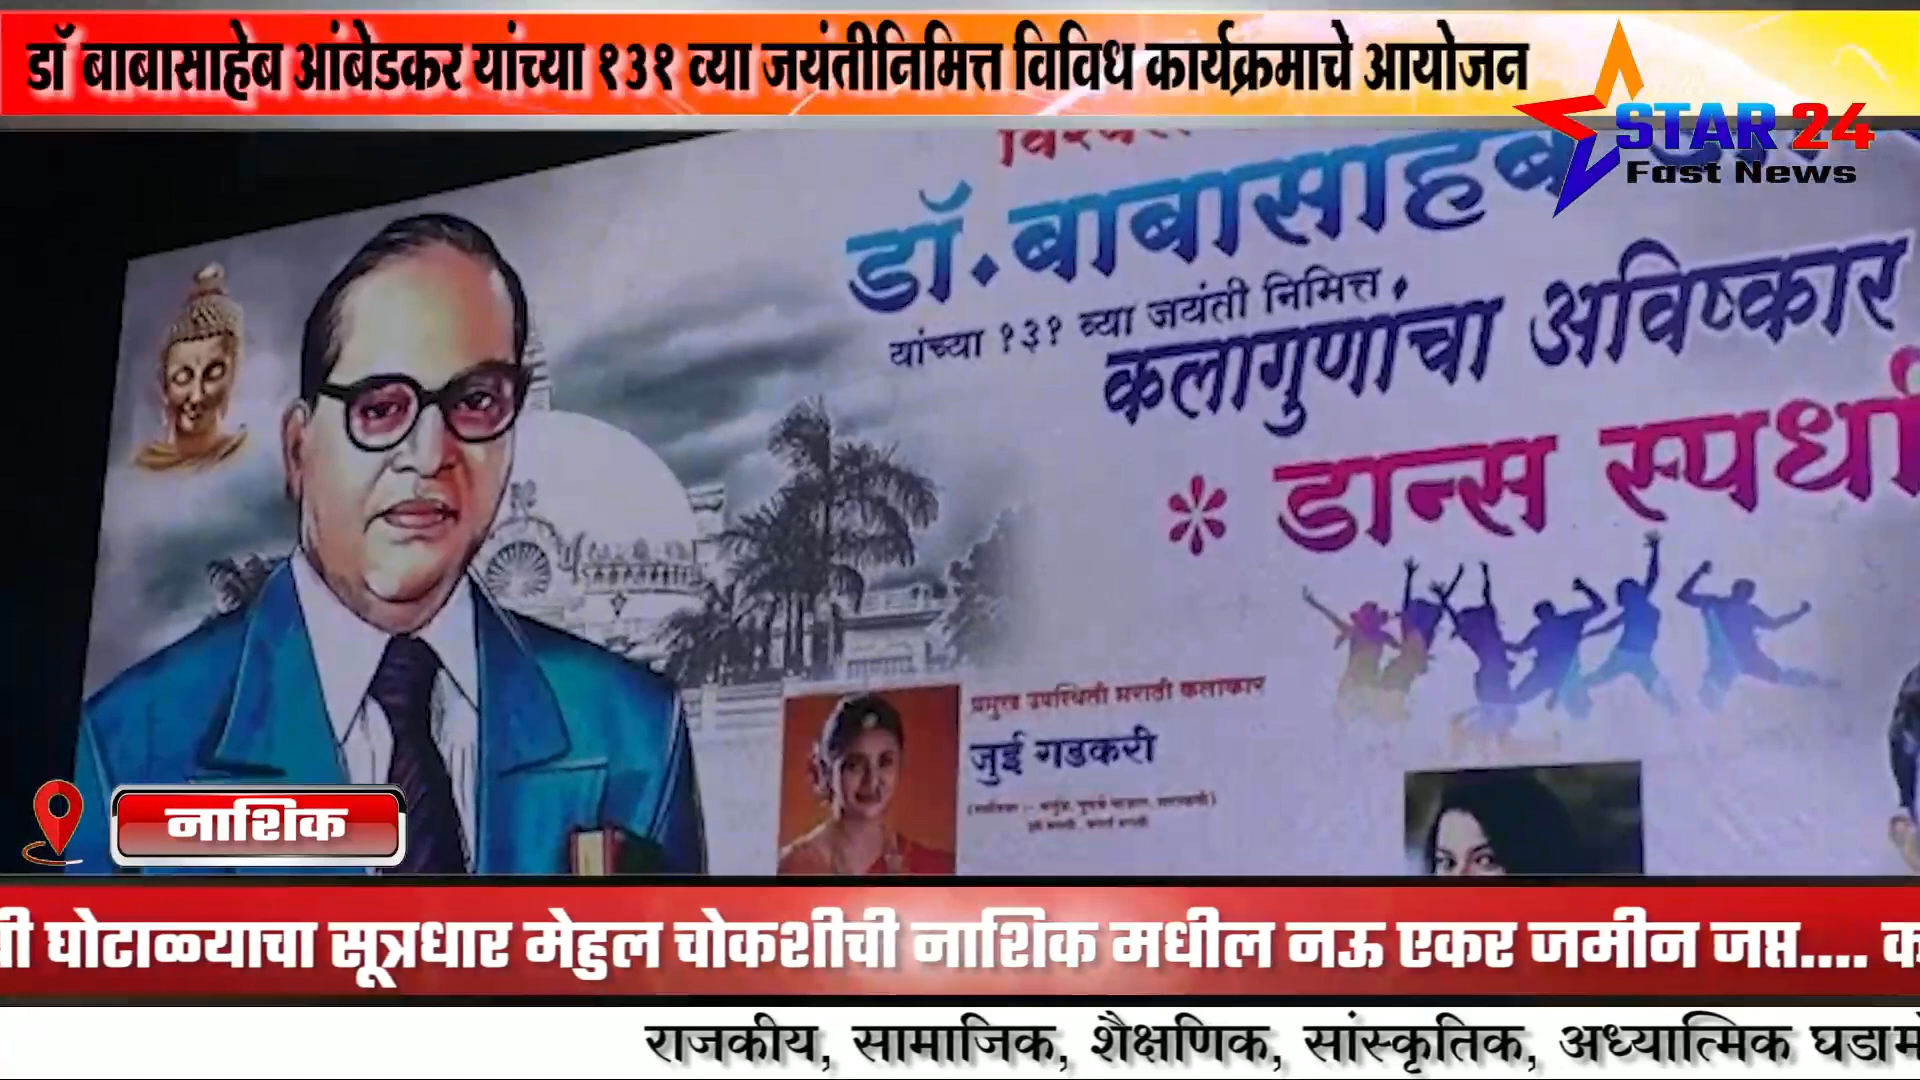 डॉ बाबासाहेब आंबेडकर यांच्या १३१ व्या जयंतीनिमित्त विविध कार्यक्रमाचे आयोजन
STAR 24
Fast News
डॉ. बाबासाहेब
यांच्या १३१ व्या जयंती निमित्त
कलागुणांचा अविष्कार
* डान्स स्पर्धा
प्रमुख उपस्थिती मराठी कलाकार
जुई गडकरी
नाशिक
घोटाळ्याचा सूत्रधार मेहुल चोकशीची नाशिक मधील नऊ एकर जमीन जप्त....
राजकीय, सामाजिक, शैक्षणिक, सांस्कृतिक, अध्यात्मिक